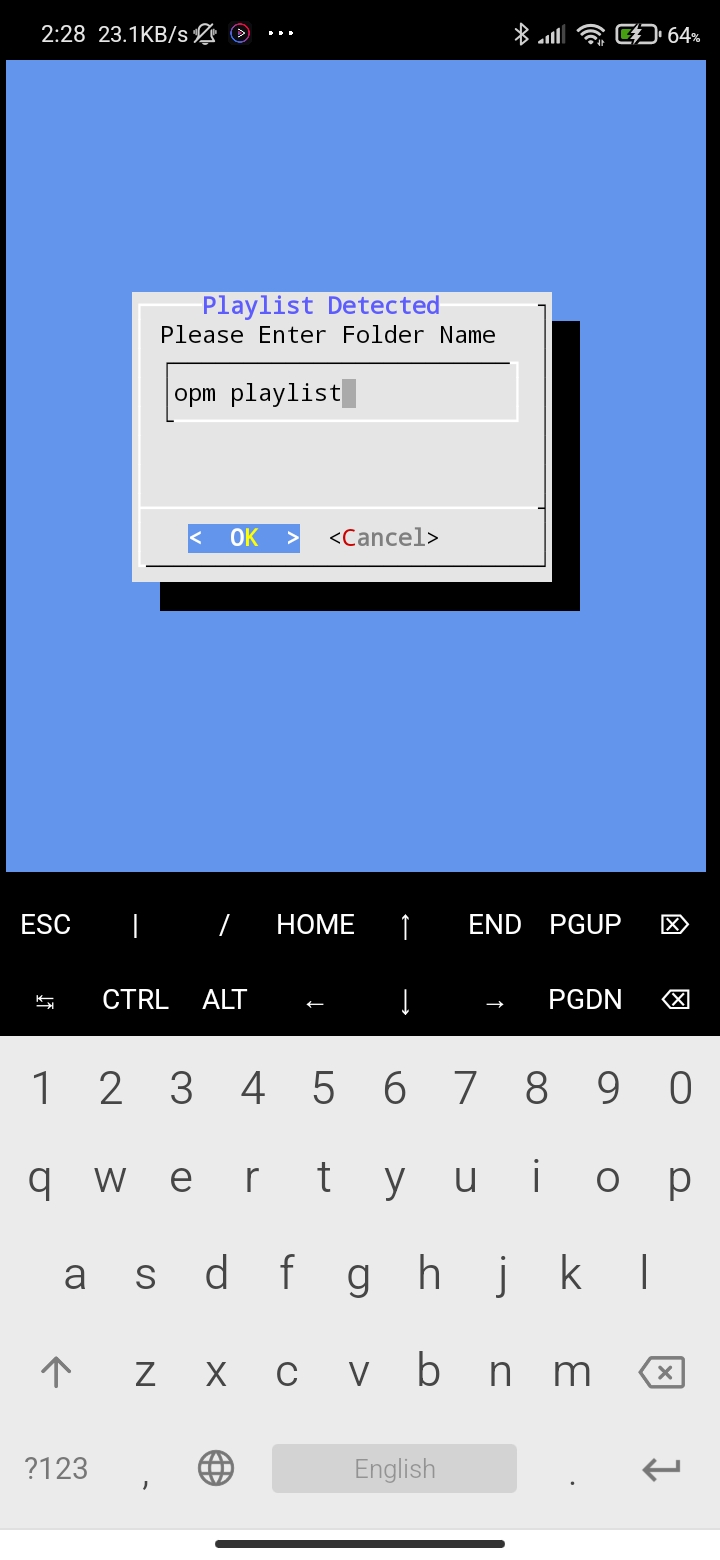 2:28 23.1KB/s ... 64%
Playlist Detected
Please Enter Folder Name
opm playlist
< OK > <Cancel>
ESC | / HOME ↑ END PGUP ⌦
↹ CTRL ALT ← ↓ → PGDN ⌫
1 2 3 4 5 6 7 8 9 0
q w e r t y u i o p
a s d f g h j k l
z x c v b n m
?123 , English .